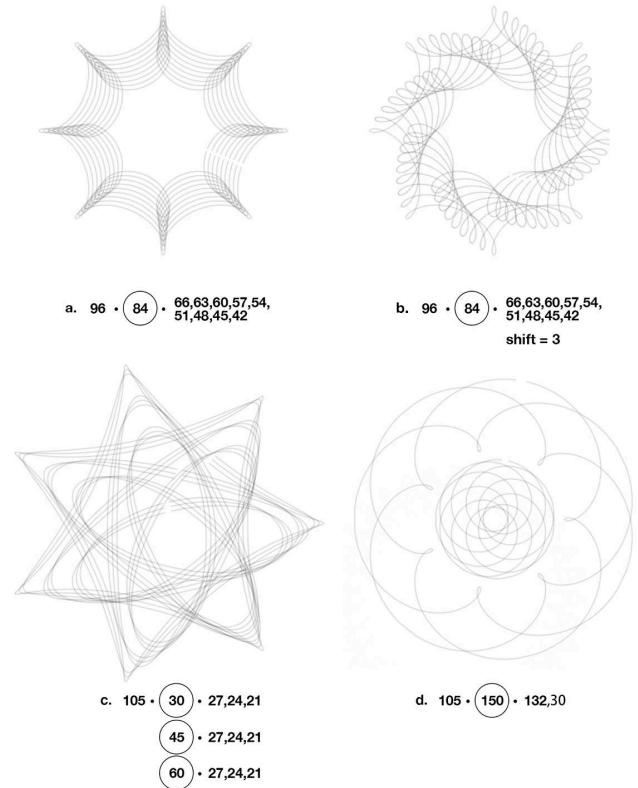 a. 96 · 84 · 66,63,60,57,54,
51,48,45,42
b. 96 · 84 · 66,63,60,57,54,
51,48,45,42
shift = 3
c. 105 · 30 · 27,24,21
45 · 27,24,21
60 · 27,24,21
d. 105 · 150 · 132,30